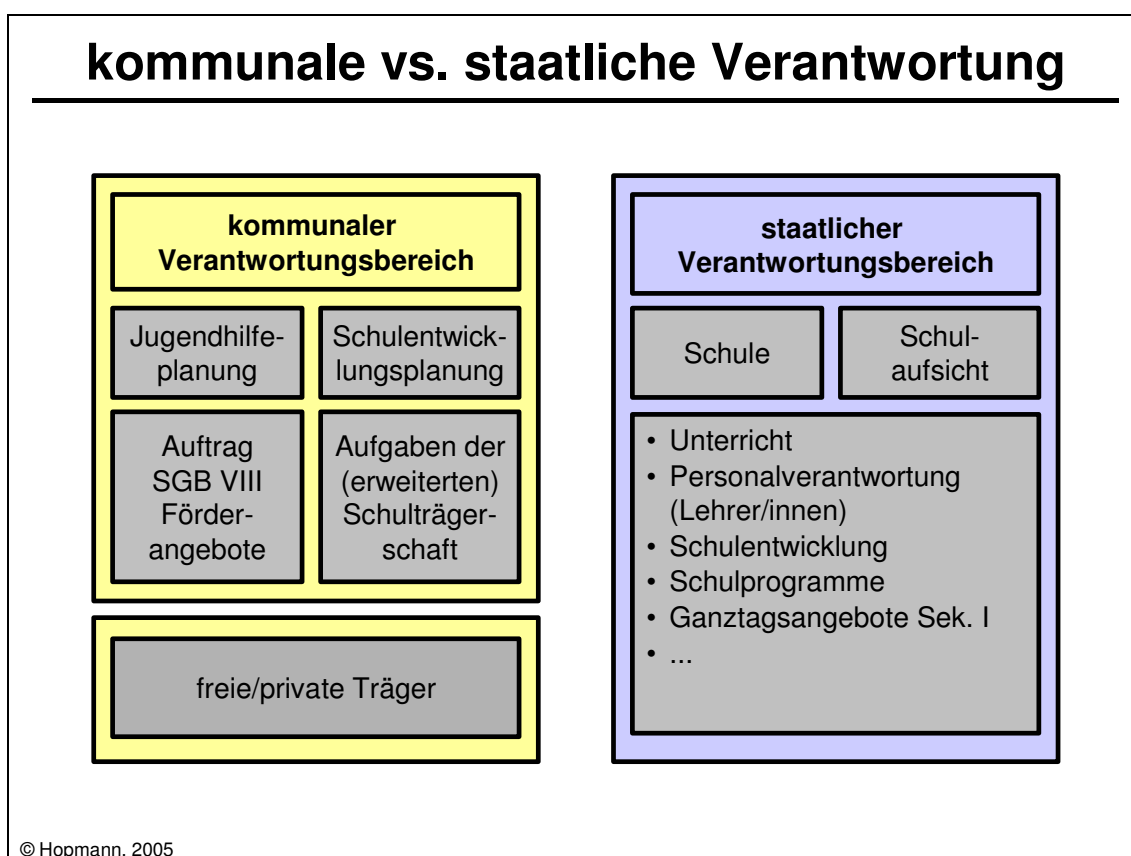 kommunale vs. staatliche Verantwortung
kommunaler
Verantwortungsbereich
Jugendhilfe-
planung
Schulentwick-
lungsplanung
Auftrag
SGB VIII
Förder-
angebote
Aufgaben der
(erweiterten)
Schulträger-
schaft
freie/private Träger
staatlicher
Verantwortungsbereich
Schule
Schul-
aufsicht
• Unterricht
• Personalverantwortung
(Lehrer/innen)
• Schulentwicklung
• Schulprogramme
• Ganztagsangebote Sek. I
• ...
© Hopmann, 2005